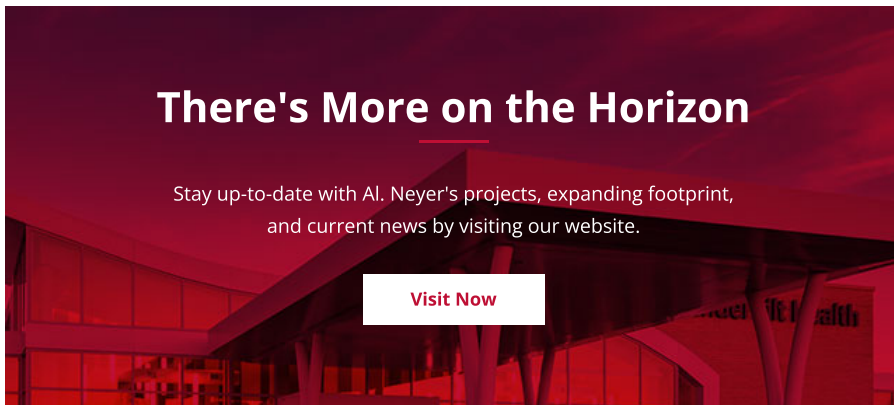 There's More on the Horizon
Stay up-to-date with Al. Neyer's projects, expanding footprint,
and current news by visiting our website.
Visit Now